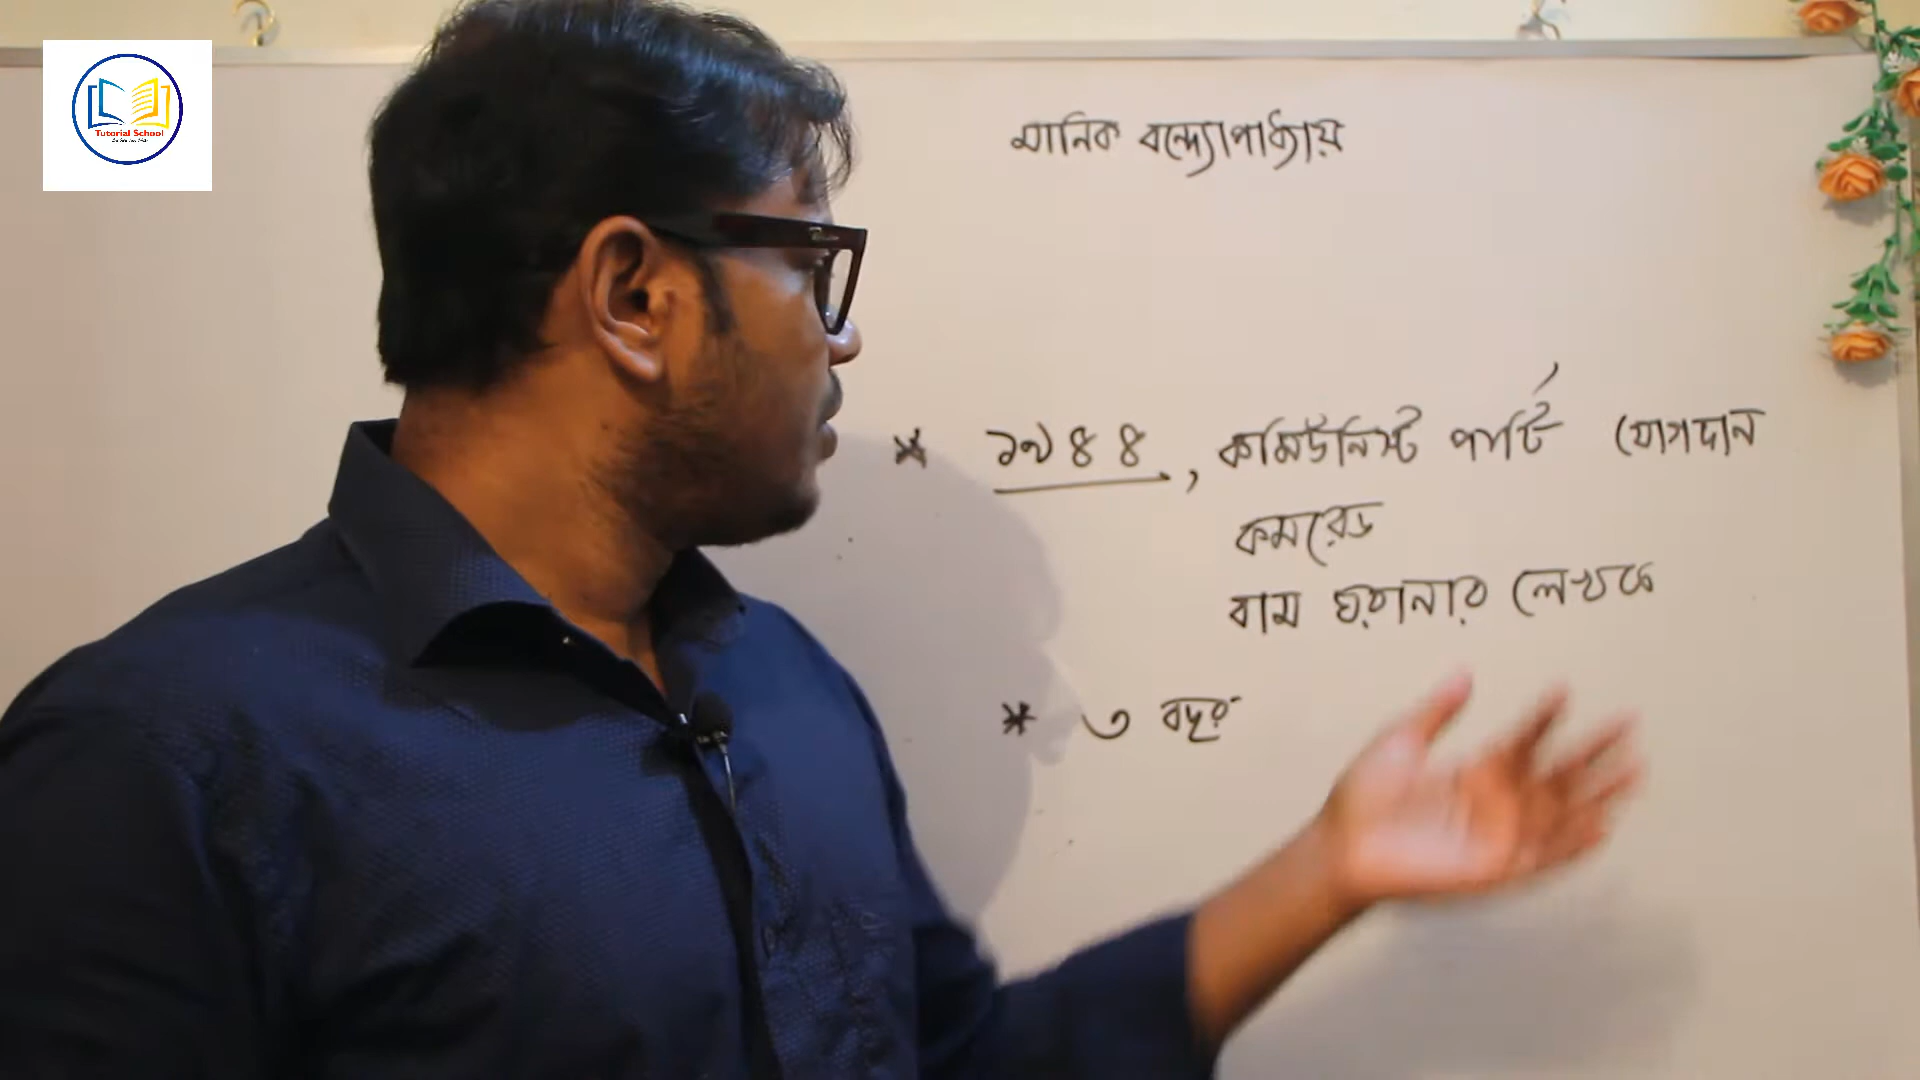 Tutorial School
মানিক বন্দ্যোপাধ্যায়
* ১৯৪৪, কমিউনিস্ট পার্টি যোগদান
কমরেড
বাম ঘরানার লেখক
* ৩ বছর